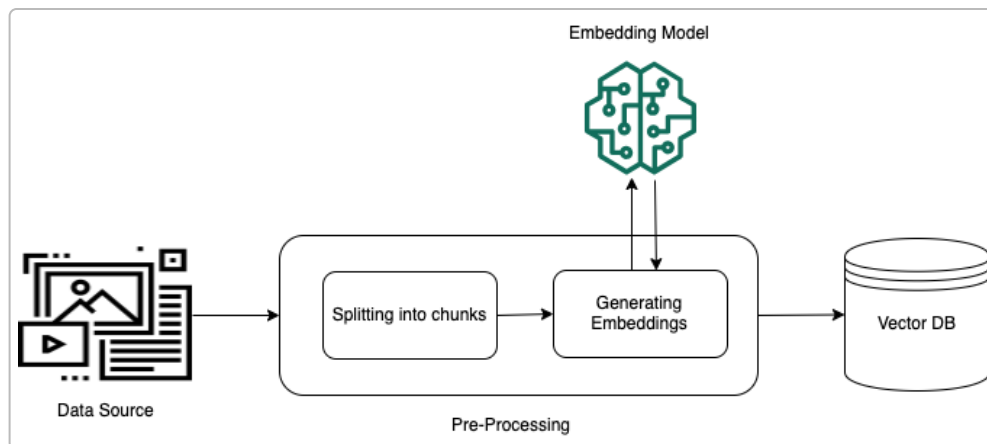 Embedding Model
Splitting into chunks
Generating
Embeddings
Vector DB
Data Source
Pre-Processing